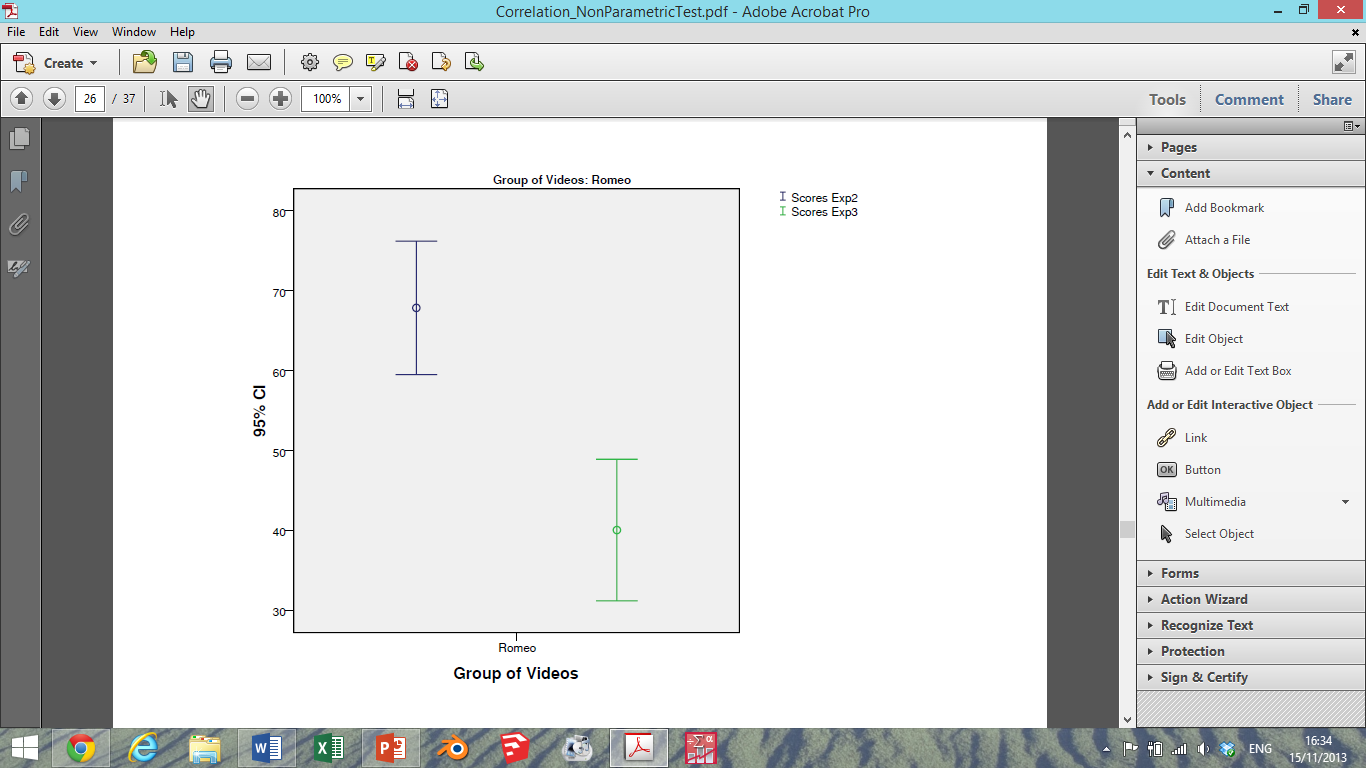 Correlation_NonParametricTest.pdf - Adobe Acrobat Pro
File Edit View Window Help
Create
26 / 37 100% Tools Comment Share
Pages
Content
Add Bookmark
Attach a File
Edit Text & Objects
Edit Document Text
Edit Object
Add or Edit Text Box
Add or Edit Interactive Object
Link
OK Button
Multimedia
Select Object
Forms
Action Wizard
Recognize Text
Protection
Sign & Certify
Group of Videos: Romeo
Scores Exp2
Scores Exp3
80
70
60
50
40
30
95% CI
Romeo
Group of Videos
ENG
16:34
15/11/2013